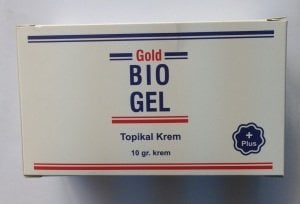 Gold
BIO
GEL
Topikal Krem
10 gr. krem
+
Plus